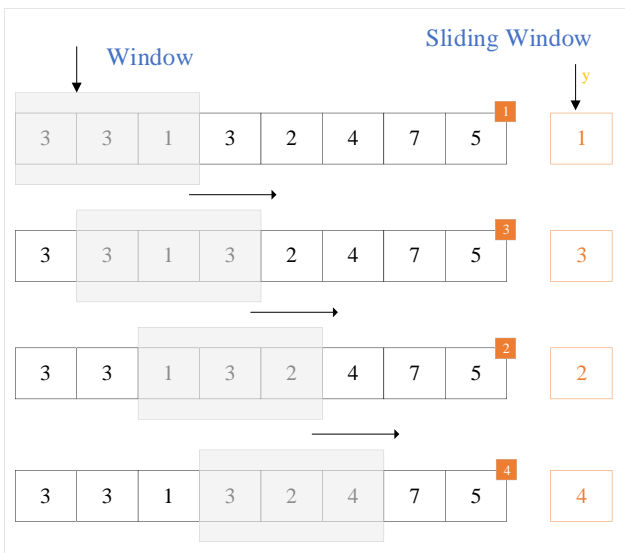 Sliding Window
Window
y
1
3 3 1 3 2 4 7 5 1
3
3 3 1 3 2 4 7 5 3
2
3 3 1 3 2 4 7 5 2
4
3 3 1 3 2 4 7 5 4